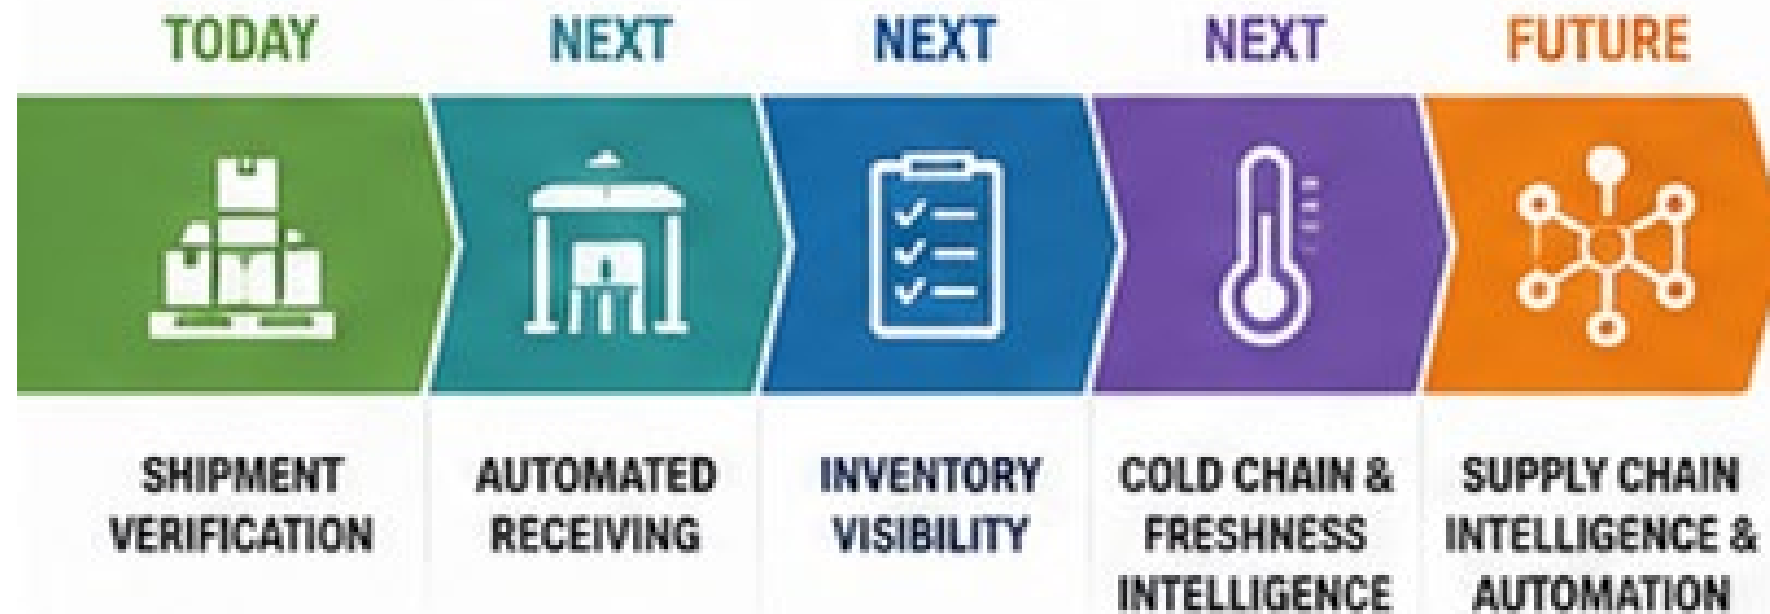 TODAY
NEXT
NEXT
NEXT
FUTURE
SHIPMENT
VERIFICATION
AUTOMATED
RECEIVING
INVENTORY
VISIBILITY
COLD CHAIN &
FRESHNESS
INTELLIGENCE
SUPPLY CHAIN
INTELLIGENCE &
AUTOMATION